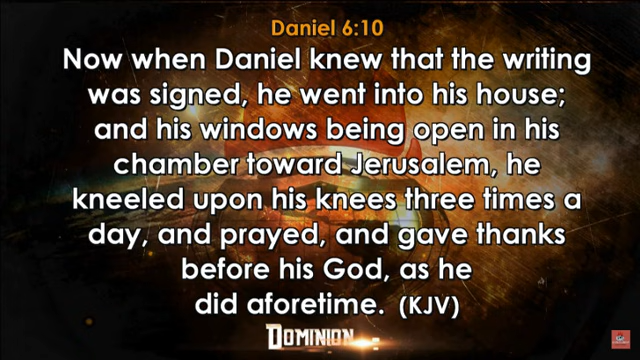 Daniel 6:10
Now when Daniel knew that the writing
was signed, he went into his house;
and his windows being open in his
chamber toward Jerusalem, he
kneeled upon his knees three times a
day, and prayed, and gave thanks
before his God, as he
did aforetime. (KJV)
DOMINION